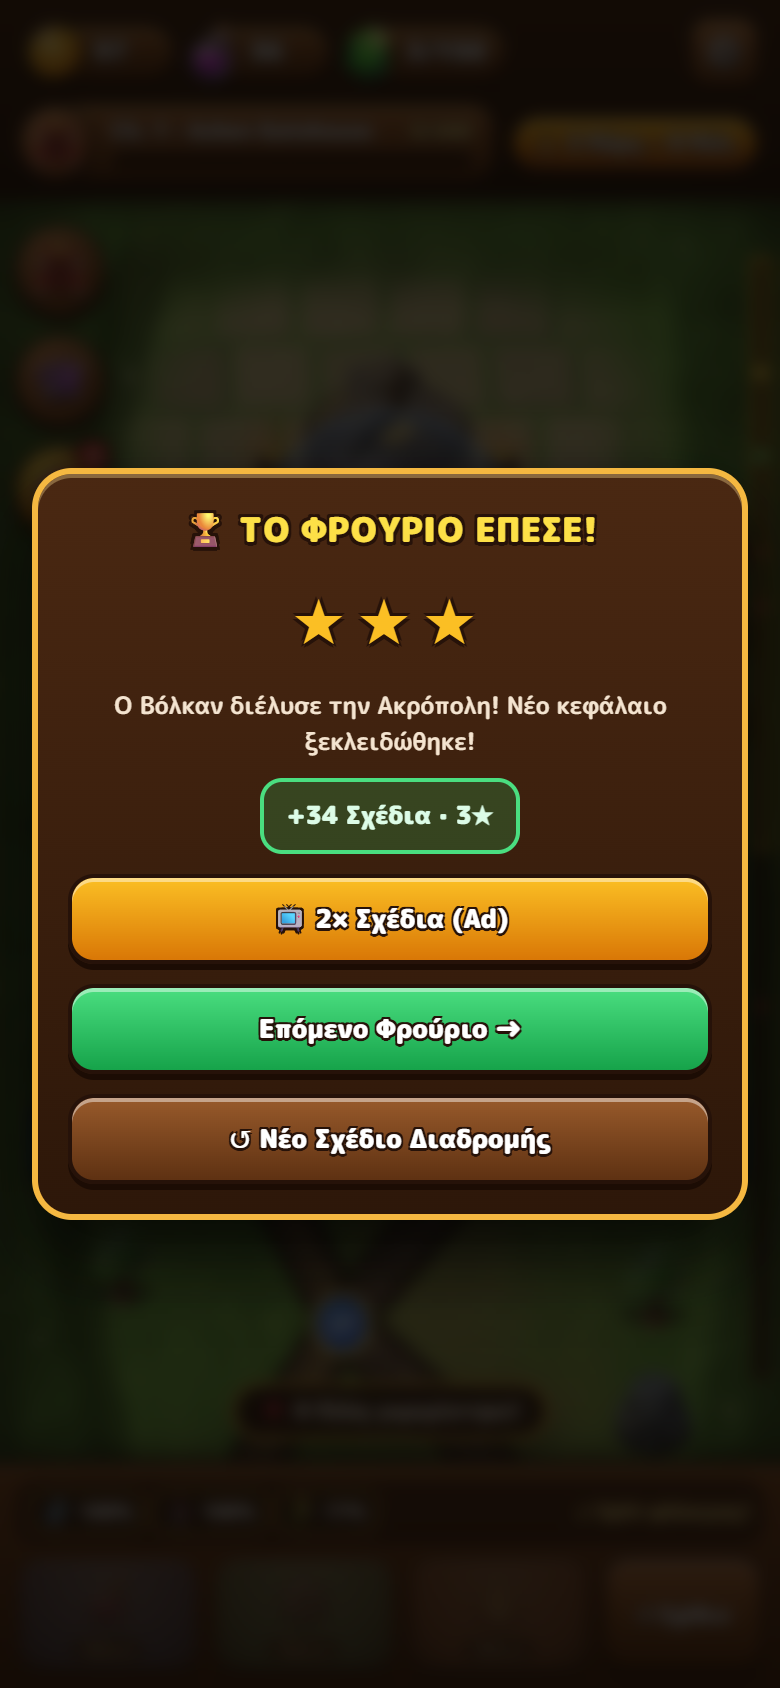 🏆 ΤΟ ΦΡΟΥΡΙΟ ΕΠΕΣΕ!
★ ★ ★
Ο Βόλκαν διέλυσε την Ακρόπολη! Νέο κεφάλαιο
ξεκλειδώθηκε!
+34 Σχέδια · 3★
📺 2× Σχέδια (Ad)
Επόμενο Φρούριο →
↺ Νέο Σχέδιο Διαδρομής